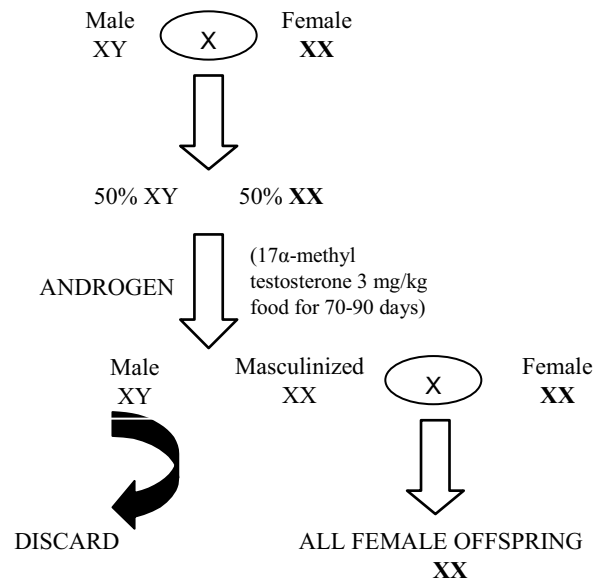 Male Female
XY X XX
50% XY 50% XX
(17α-methyl
testosterone 3 mg/kg
food for 70-90 days)
ANDROGEN
Male Masculinized Female
XY XX X XX
DISCARD ALL FEMALE OFFSPRING
XX